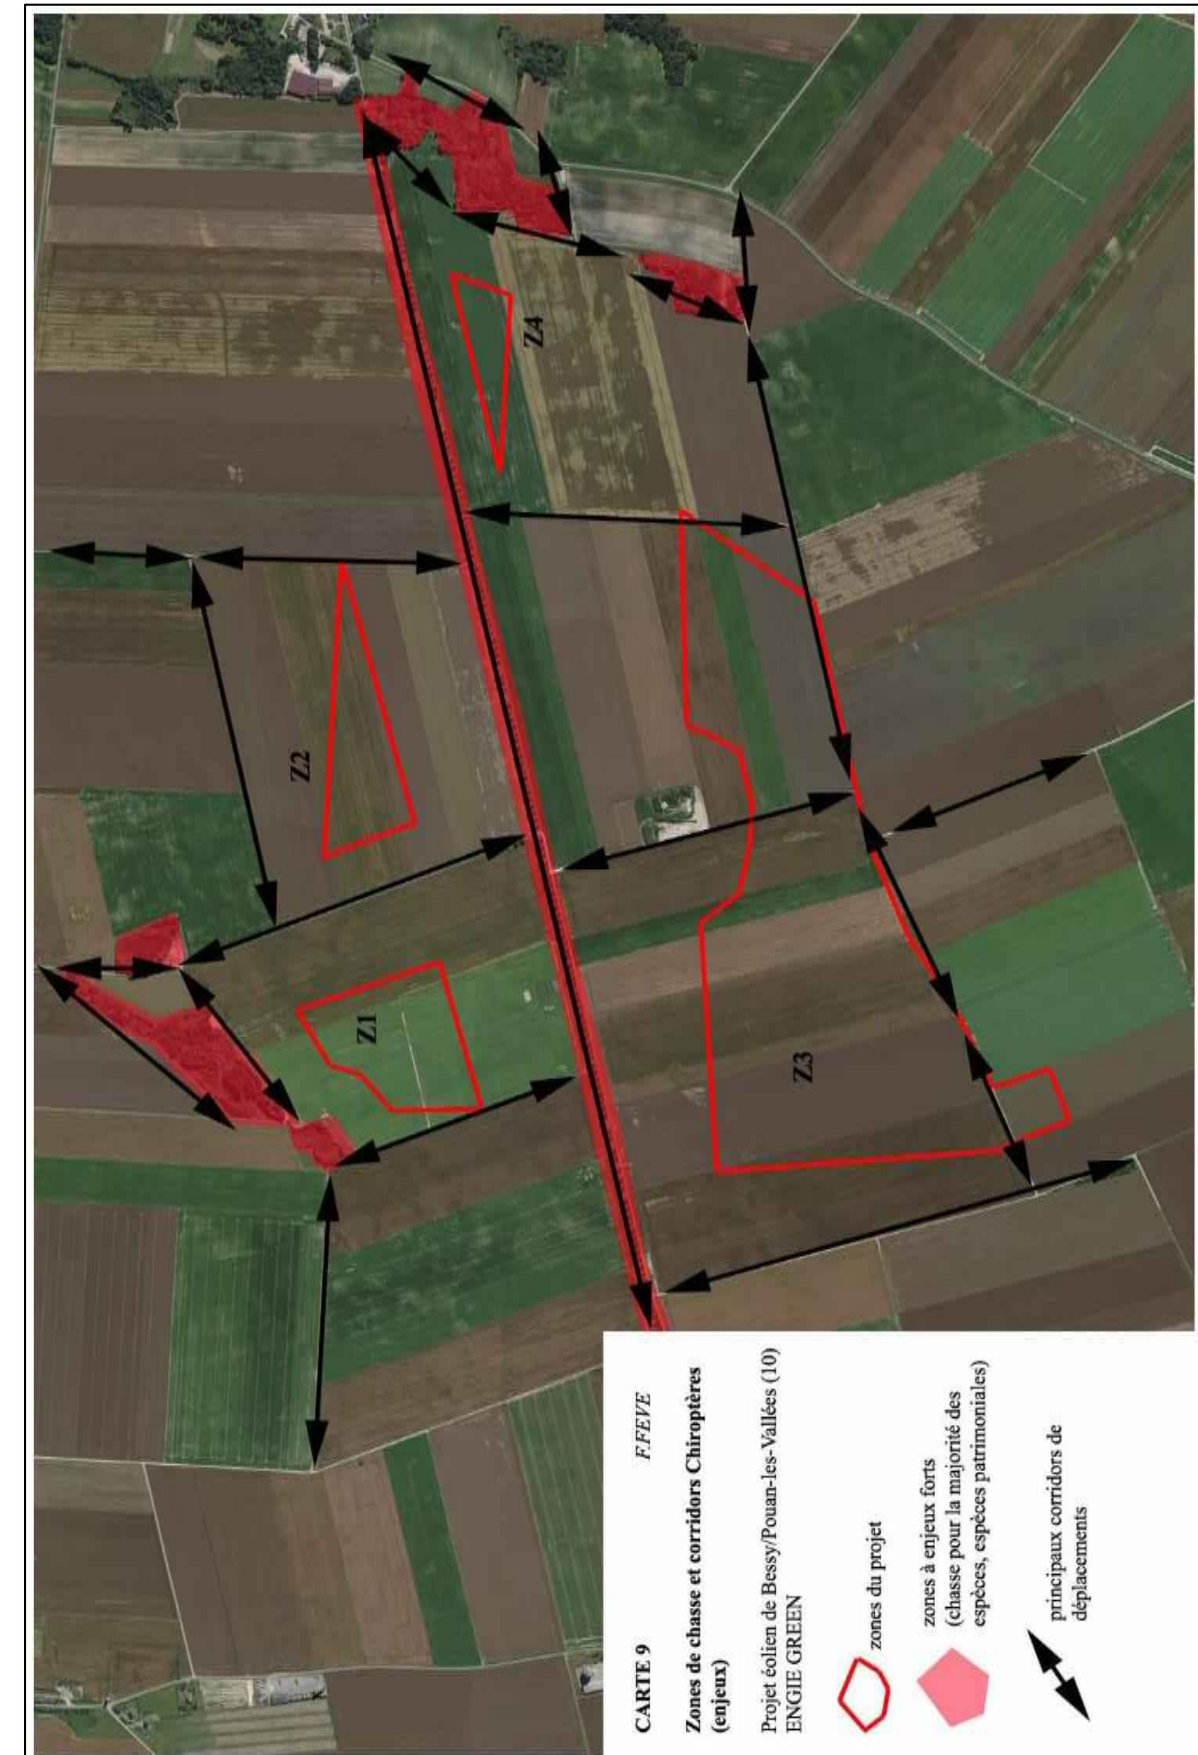 CARTE 9 F.FEVE
Zones de chasse et corridors Chiroptères
(enjeux)
Projet éolien de Bessy/Pouan-les-Vallées (10)
ENGIE GREEN
zones du projet
zones à enjeux forts
(chasse pour la majorité des
espèces, espèces patrimoniales)
principaux corridors de
déplacements
Z1
Z2
Z3
Z4